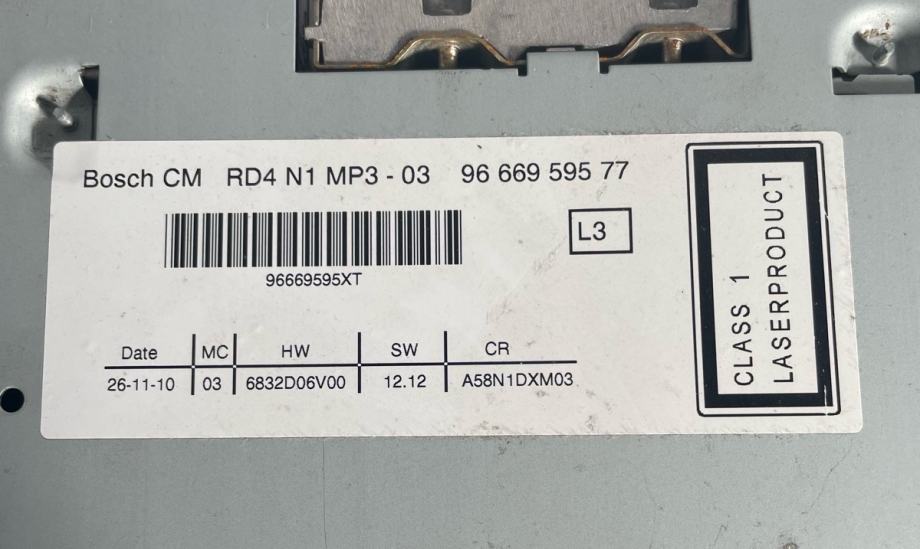 Bosch CM RD4 N1 MP3 - 03 96 669 595 77
L3
96669595XT
Date MC HW SW CR
26-11-10 03 6832D06V00 12.12 A58N1DXM03
CLASS 1
LASERPRODUCT